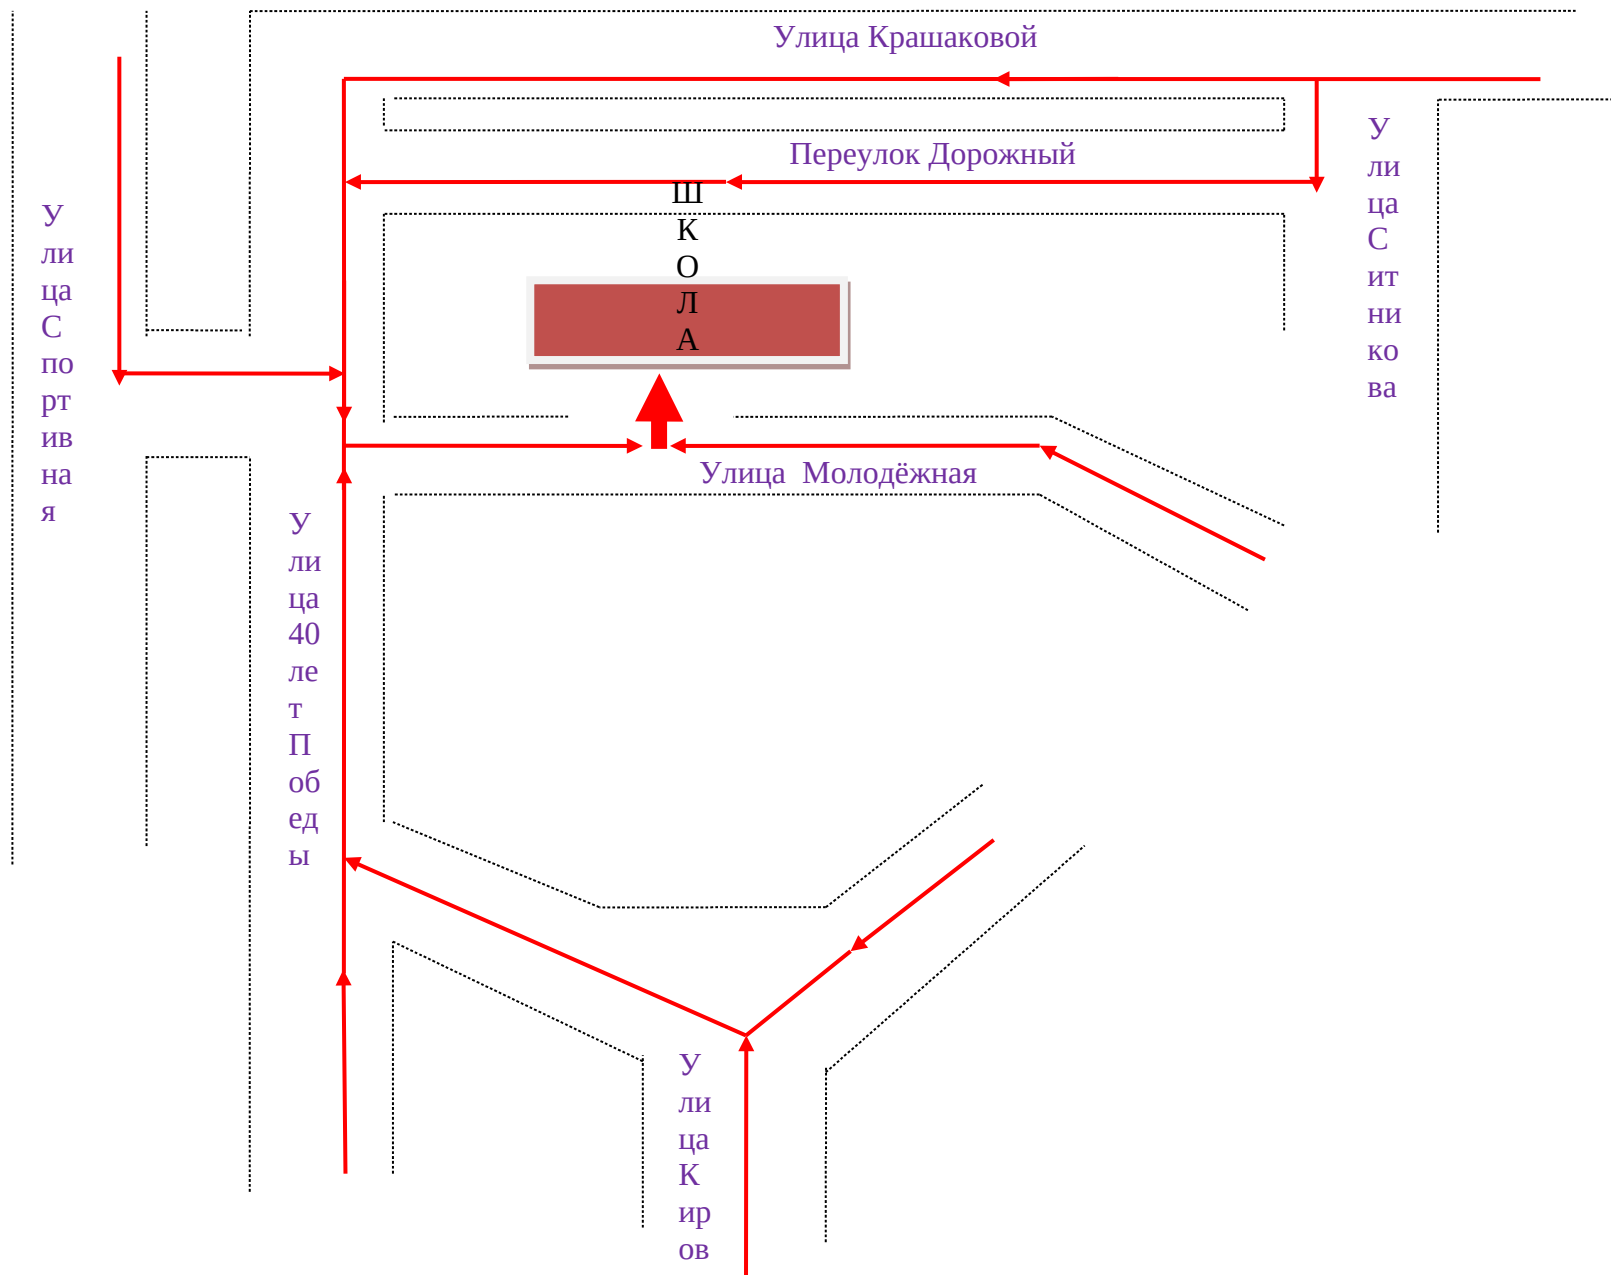 Улица Крашаковой
Переулок Дорожный
Ш
К
О
Л
А
У
ли
ца
С
ит
ни
ко
ва
У
ли
ца
С
по
рт
ив
на
я
Улица  Молодёжная
У
ли
ца
40
ле
т
П
об
ед
ы
У
ли
ца
К
ир
ов